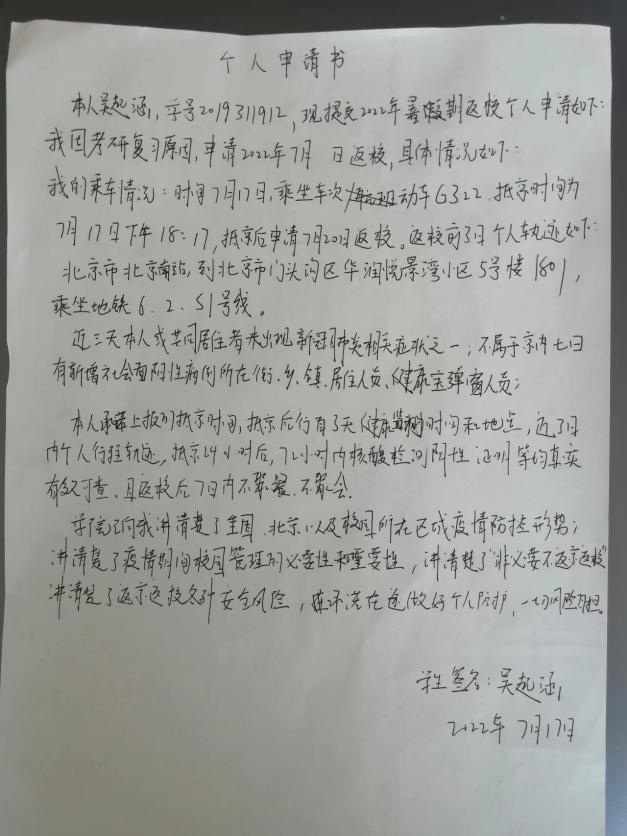 个人申请书
本人吴起涵,学号2019311912,现提交2022年暑假期返校个人申请如下:
我因考研复习原因,申请2022年7月 日返校,具体情况如下:
我的乘车情况:时间7月17日,乘坐车次 动车G322.抵京时间为
7月17日下午18:17,抵京后申请7月20日返校。返校前3日个人轨迹如下:
北京市北京南站,到北京市门头沟区华润悦景湾小区5号楼1801,
乘坐地铁6.2.S1号线。
近三天本人或共同居住者未出现新冠肺炎相关症状之一;不属于京内七日
有新增社会面阳性病例所在街、乡、镇、居住人员、健康宝弹窗人员;
本人承诺上报的抵京时间,抵京后行有3天健康监测时间和地点,近3日
内个人行程轨迹,抵京24小时后,72小时内核酸检测阴性证明等均真实
有效可查.且返校后7日内不聚餐.不聚会.
学院已向我讲清楚了全国.北京,以及校园所在区域疫情防控形势;
讲清楚了疫情期间校园管理的必要性和重要性,讲清楚了“非必要不返京返校”
讲清楚了返京返校各种安全风险, 在途做好个人防护,一切风险自担。
学生签名:吴起涵
2022年7月17日